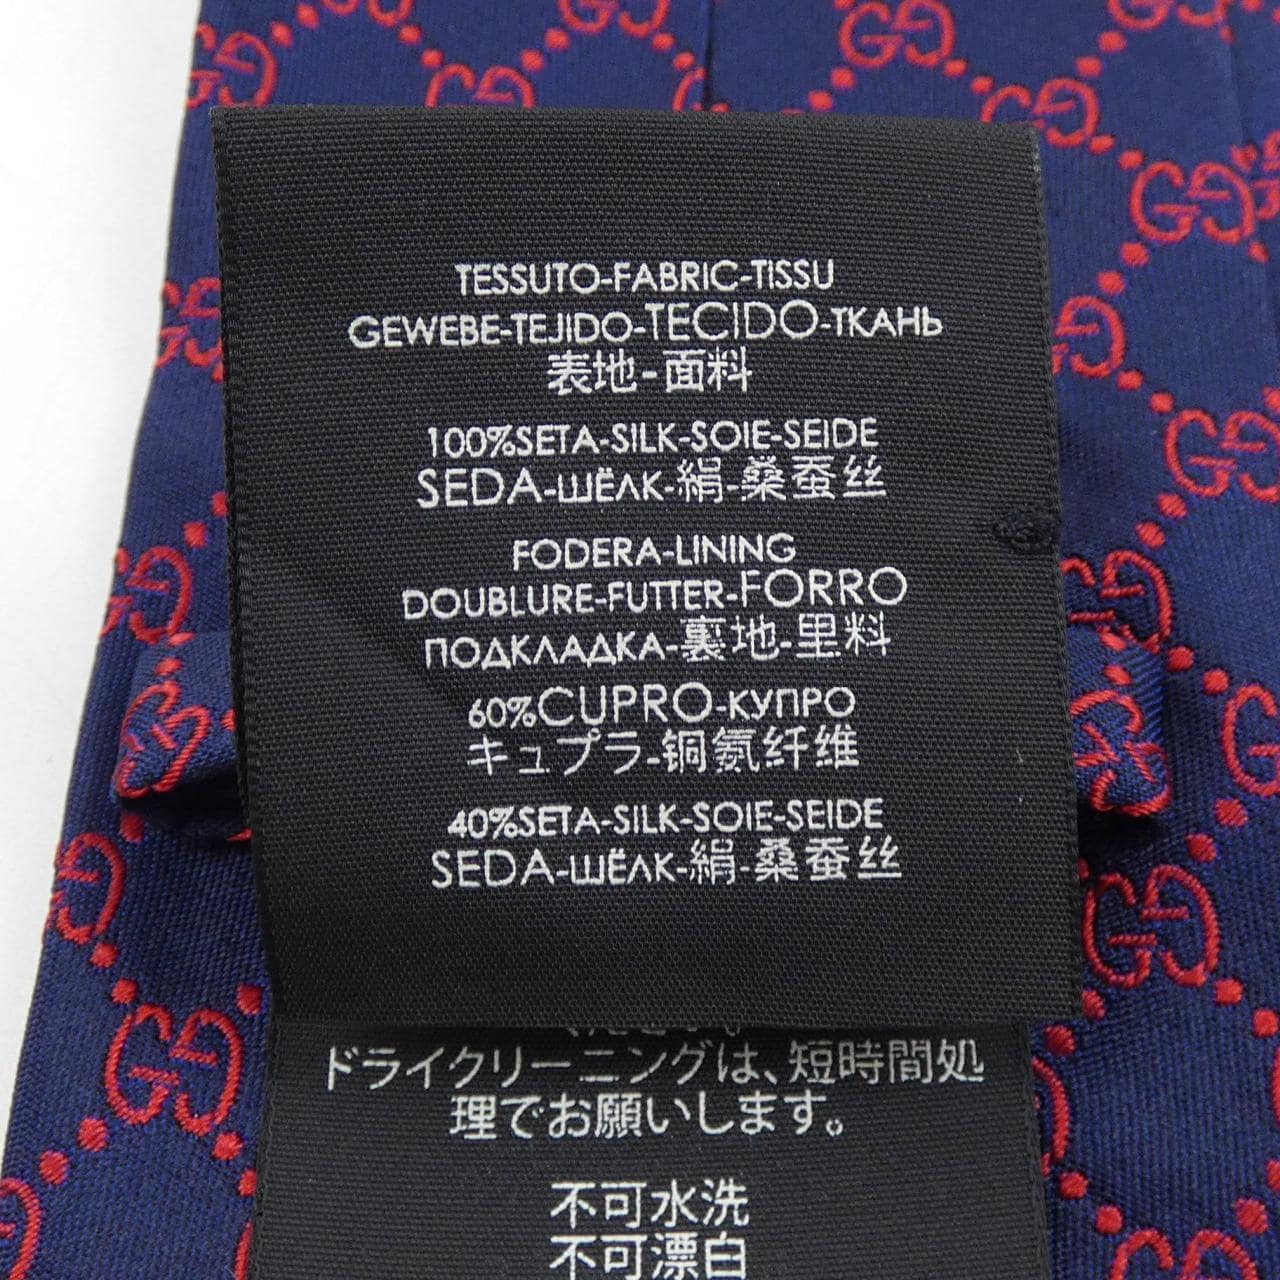 TESSUTO-FABRIC-TISSU
GEWEBE-TEJIDO-TECIDO-ТКАНЬ
表地-面料
100%SETA-SILK-SOIE-SEIDE
SEDA-ШЁЛК-絹-桑蚕丝
FODERA-LINING
DOUBLURE-FUTTER-FORRO
ПОДКЛАДКА-裏地-里料
60%CUPRO-КУПРО
キュプラ-铜氨纤维
40%SETA-SILK-SOIE-SEIDE
SEDA-ШЁЛК-絹-桑蚕丝
ドライクリーニングは、短時間処
理でお願いします。
不可水洗
不可漂白